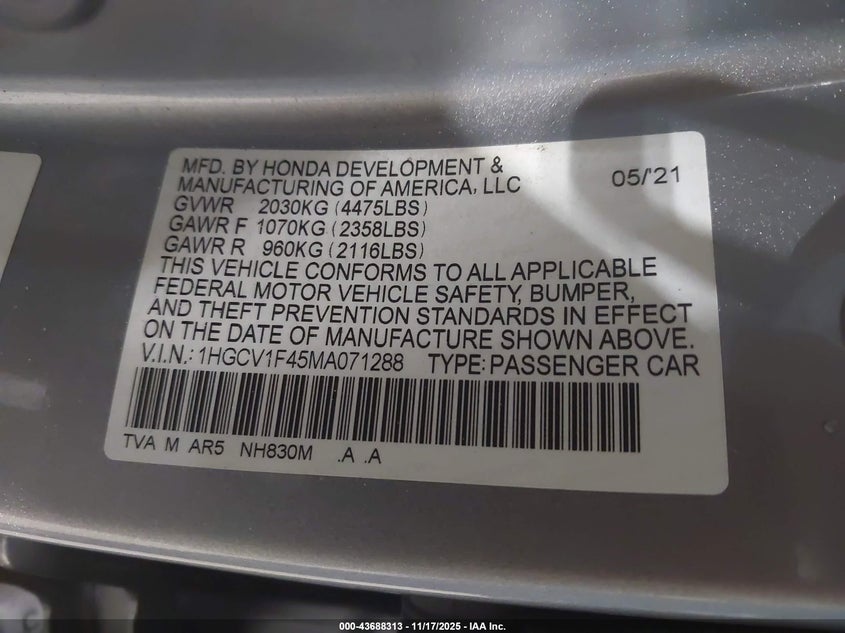 MFD. BY HONDA DEVELOPMENT &
MANUFACTURING OF AMERICA, LLC 05/'21
GVWR 2030KG (4475LBS)
GAWR F 1070KG (2358LBS)
GAWR R 960KG (2116LBS)
THIS VEHICLE CONFORMS TO ALL APPLICABLE
FEDERAL MOTOR VEHICLE SAFETY, BUMPER,
AND THEFT PREVENTION STANDARDS IN EFFECT
ON THE DATE OF MANUFACTURE SHOWN ABOVE.
V.I.N.: 1HGCV1F45MA071288 TYPE: PASSENGER CAR
TVA M AR5 NH830M .A .A
000-43688313 - 11/17/2025 - IAA Inc.